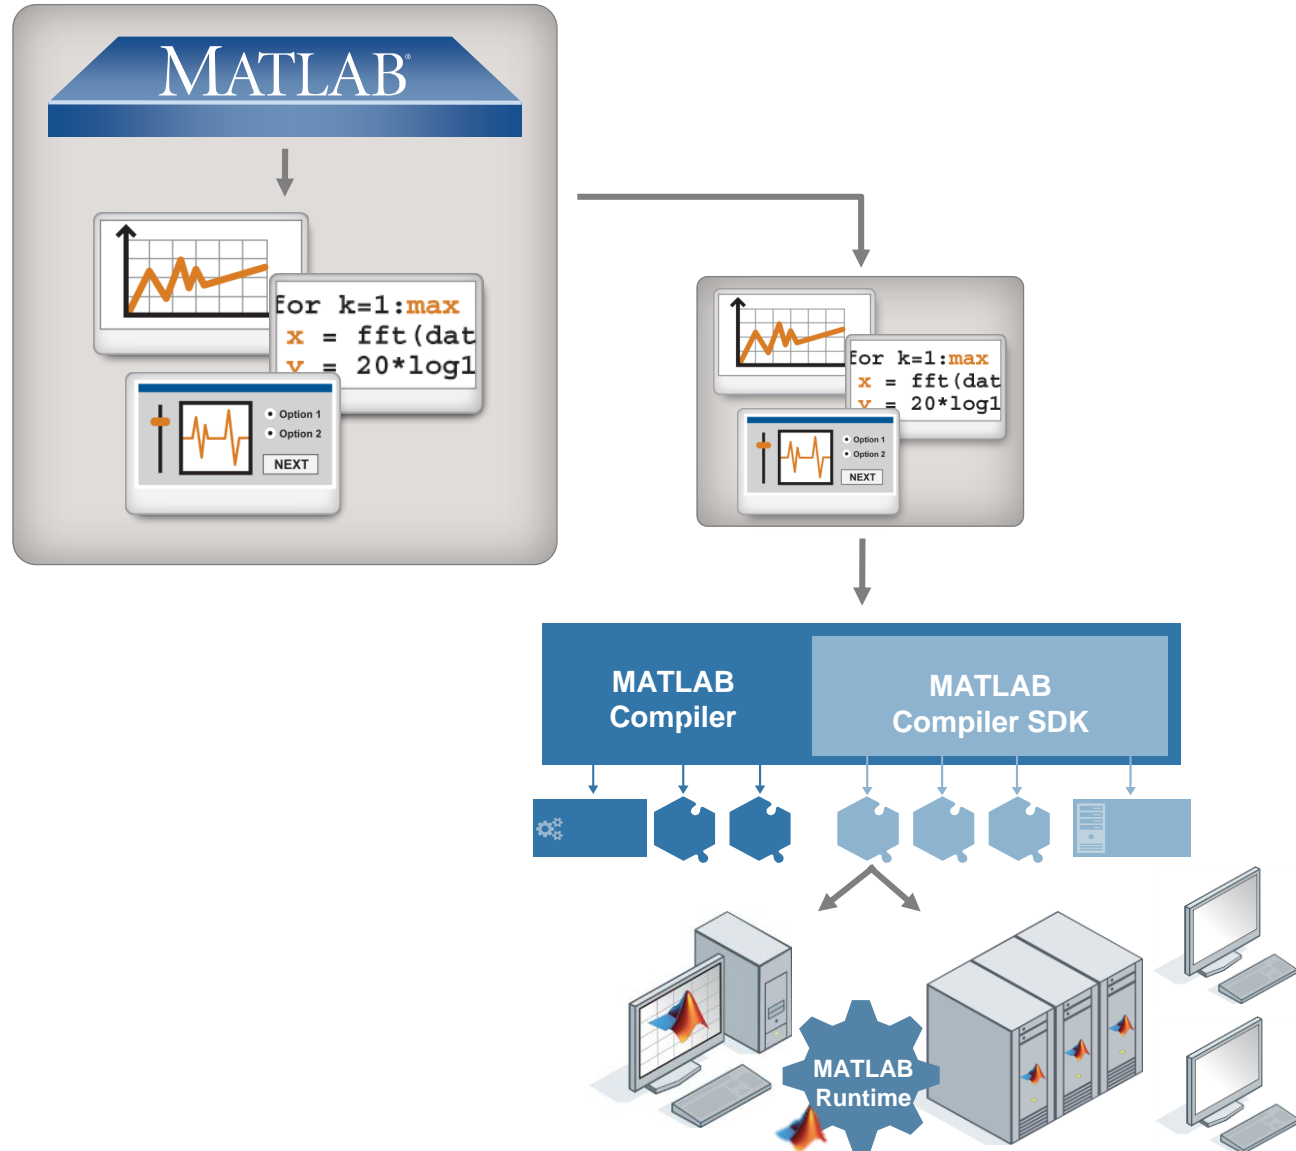 MATLAB®
for k=1:max
x = fft(dat
v = 20*log1
Option 1
Option 2
NEXT
for k=1:max
x = fft(dat
v = 20*log1
Option 1
Option 2
NEXT
MATLAB
Compiler
MATLAB
Compiler SDK
MATLAB
Runtime